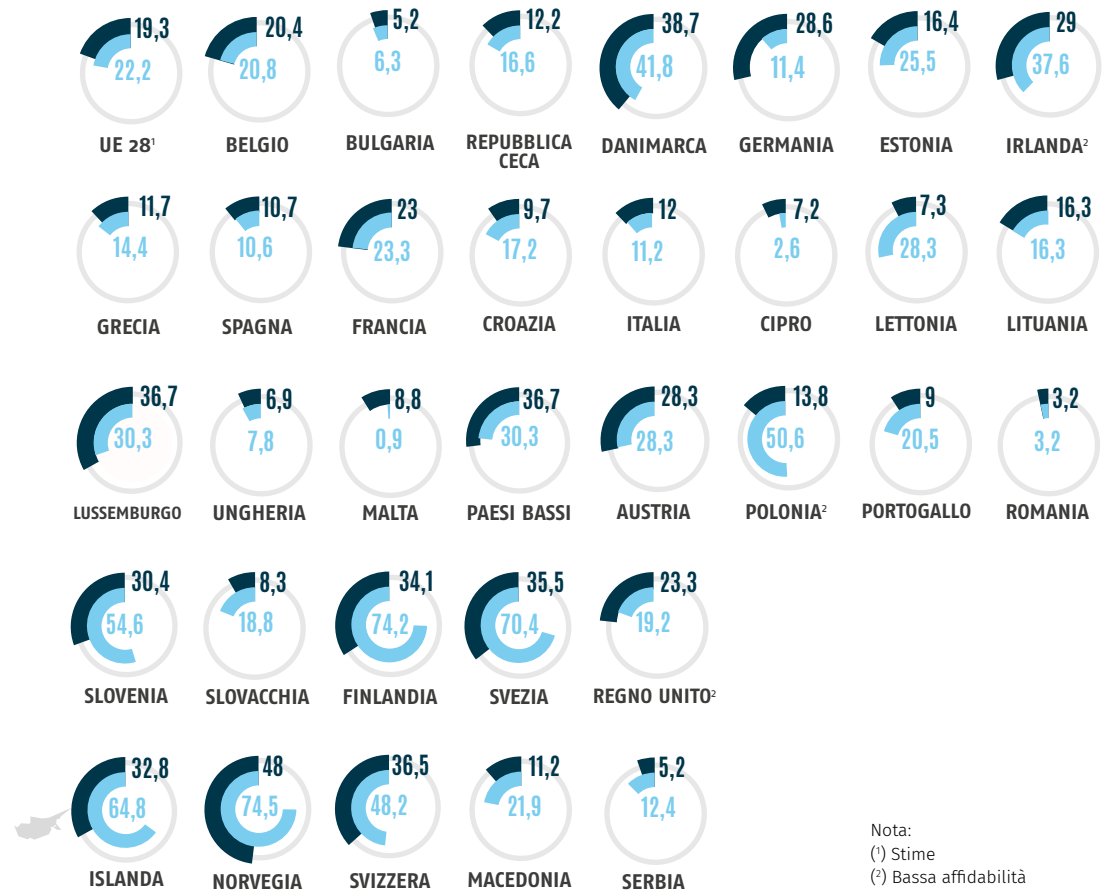 19,3
22,2
UE 28¹
20,4
20,8
BELGIO
5,2
6,3
BULGARIA
12,2
16,6
REPUBBLICA
CECA
38,7
41,8
DANIMARCA
28,6
11,4
GERMANIA
16,4
25,5
ESTONIA
29
37,6
IRLANDA²
11,7
14,4
GRECIA
10,7
10,6
SPAGNA
23
23,3
FRANCIA
9,7
17,2
CROAZIA
12
11,2
ITALIA
7,2
2,6
CIPRO
7,3
28,3
LETTONIA
16,3
16,3
LITUANIA
36,7
30,3
LUSSEMBURGO
6,9
7,8
UNGHERIA
8,8
0,9
MALTA
36,7
30,3
PAESI BASSI
28,3
28,3
AUSTRIA
13,8
50,6
POLONIA²
9
20,5
PORTOGALLO
3,2
3,2
ROMANIA
30,4
54,6
SLOVENIA
8,3
18,8
SLOVACCHIA
34,1
74,2
FINLANDIA
35,5
70,4
SVEZIA
23,3
19,2
REGNO UNITO²
32,8
64,8
ISLANDA
48
74,5
NORVEGIA
36,5
48,2
SVIZZERA
11,2
21,9
MACEDONIA
5,2
12,4
SERBIA
Nota:
(¹) Stime
(²) Bassa affidabilità